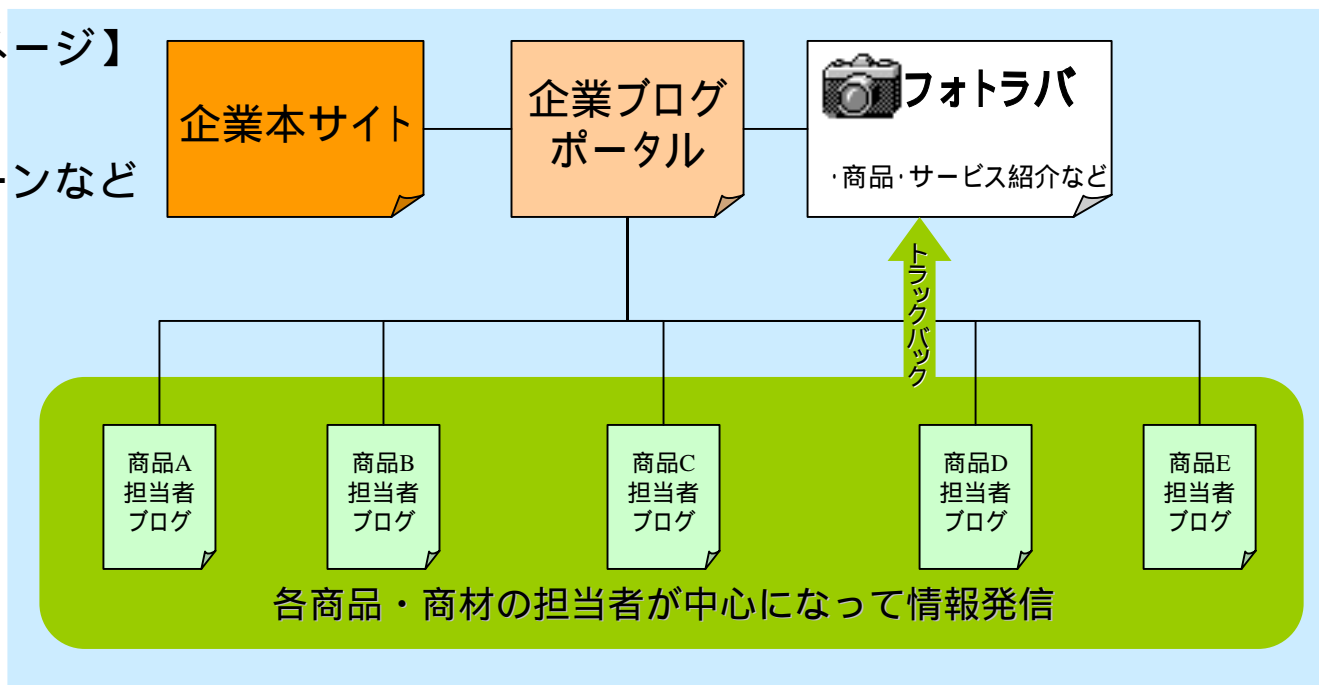 ページ】
ーンなど
企業本サイト
企業ブログ
ポータル
フォトラバ
・商品・サービス紹介など
トラックバック
商品A
担当者
ブログ
商品B
担当者
ブログ
商品C
担当者
ブログ
商品D
担当者
ブログ
商品E
担当者
ブログ
各商品・商材の担当者が中心になって情報発信